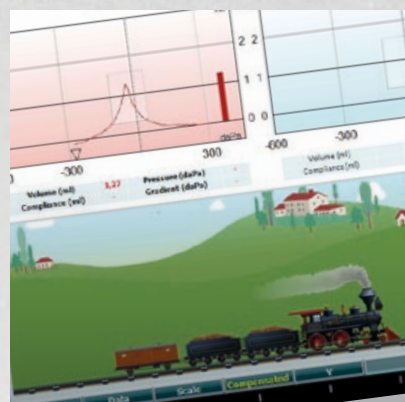 2 2
1 1
0 0
daPa
-300 300 -600 -300
Volume (ml) 1,27 Pressure (daPa) Volume (ml)
Compliance (ml) Gradient (daPa) Compliance (ml)
Data Scale Compensated Y